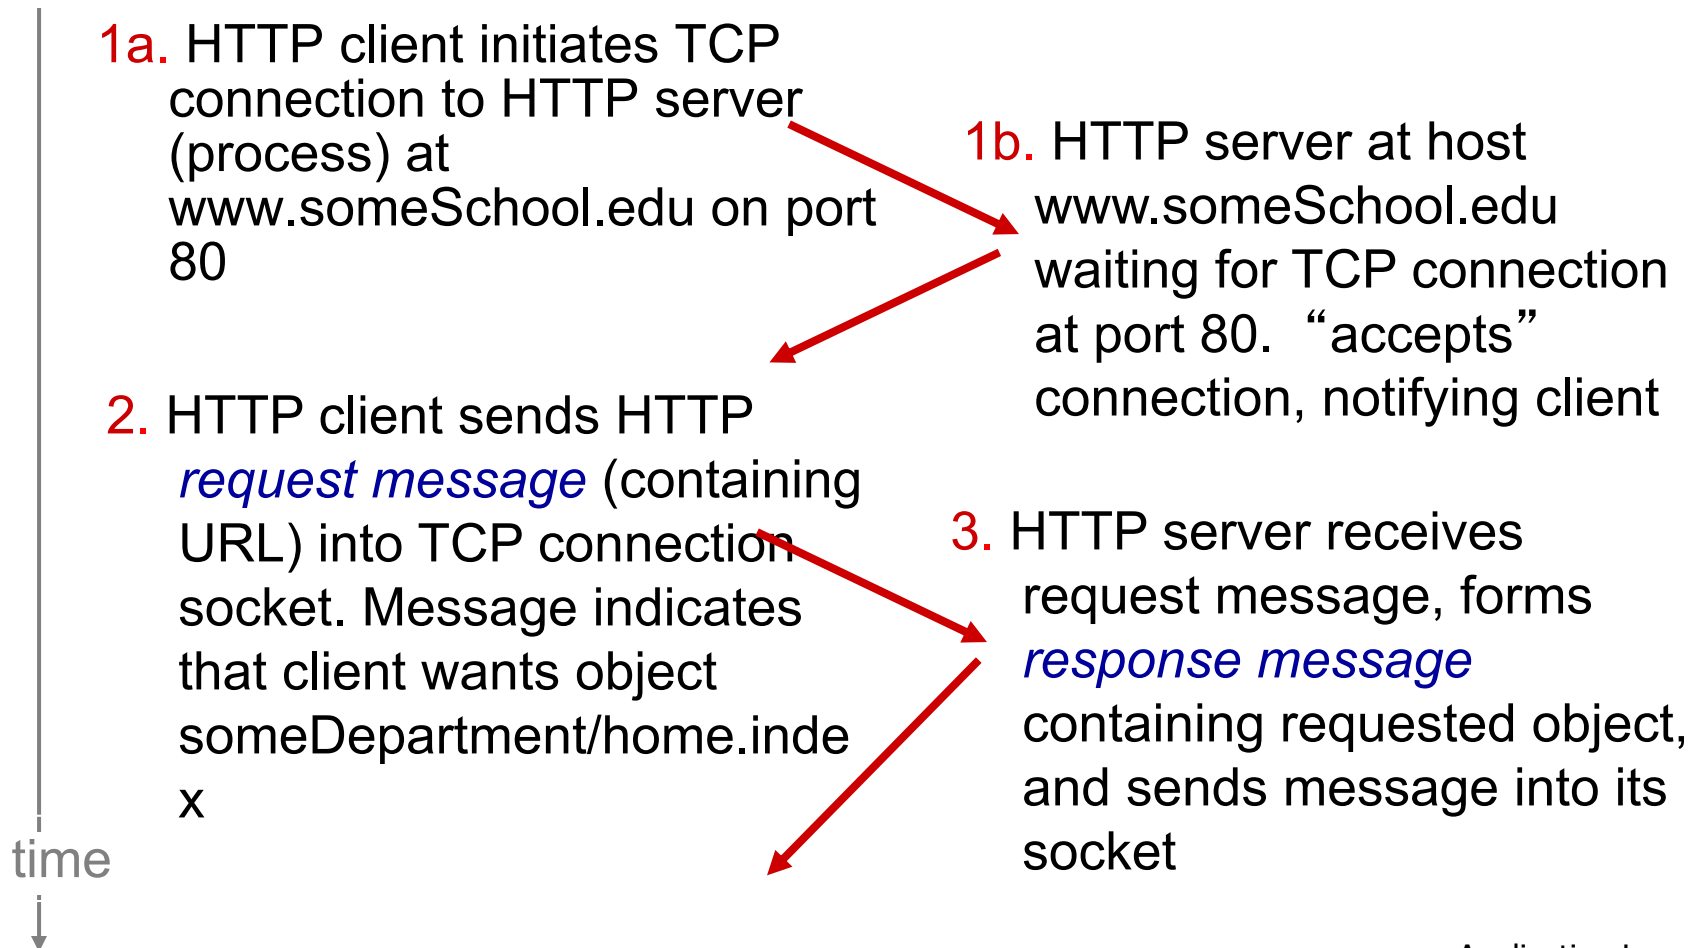 1a. HTTP client initiates TCP
connection to HTTP server
(process) at
www.someSchool.edu on port
80
1b. HTTP server at host
www.someSchool.edu
waiting for TCP connection
at port 80. “accepts”
connection, notifying client
2. HTTP client sends HTTP
request message (containing
URL) into TCP connection
socket. Message indicates
that client wants object
someDepartment/home.inde
x
3. HTTP server receives
request message, forms
response message
containing requested object,
and sends message into its
socket
time